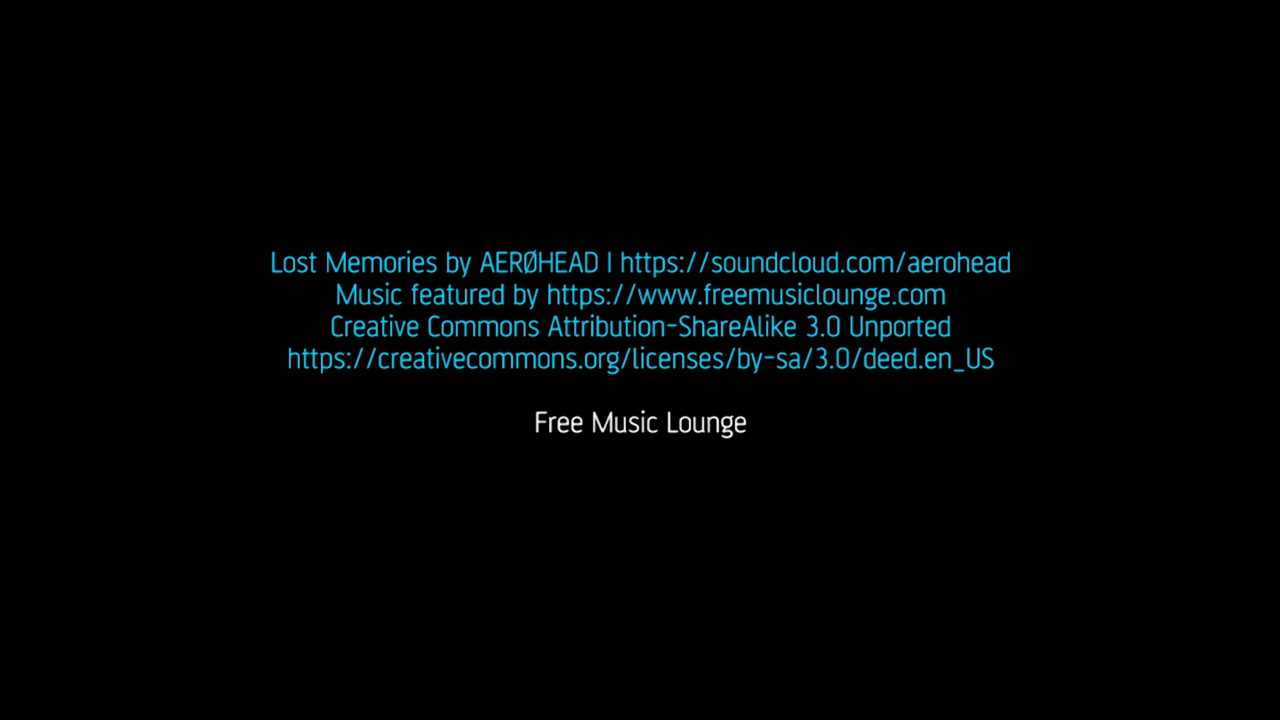 Lost Memories by AERØHEAD | https://soundcloud.com/aerohead
Music featured by https://www.freemusiclounge.com
Creative Commons Attribution-ShareAlike 3.0 Unported
https://creativecommons.org/licenses/by-sa/3.0/deed.en_US
Free Music Lounge